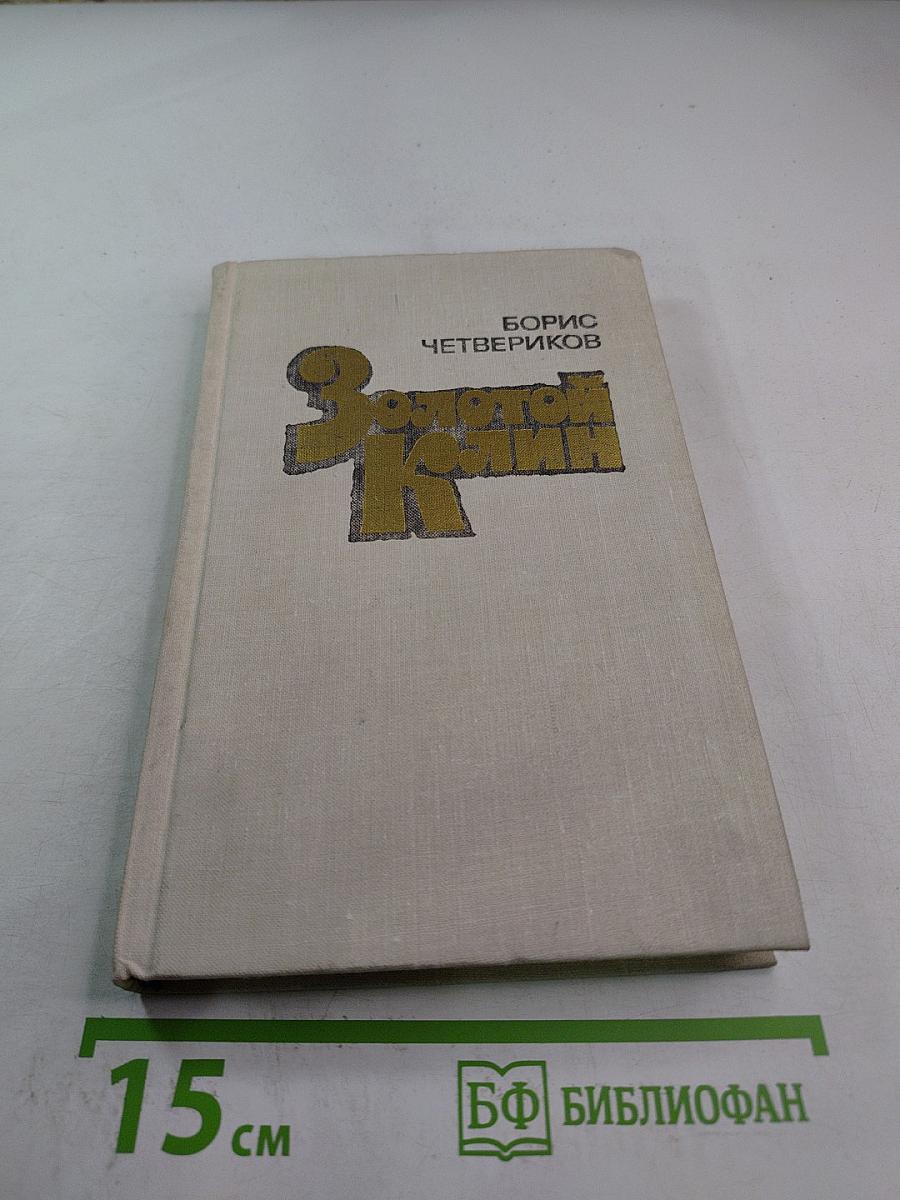 БОРИС
ЧЕТВЕРИКОВ
Золотой
Клин
15 см
БФ БИБЛИОФАН